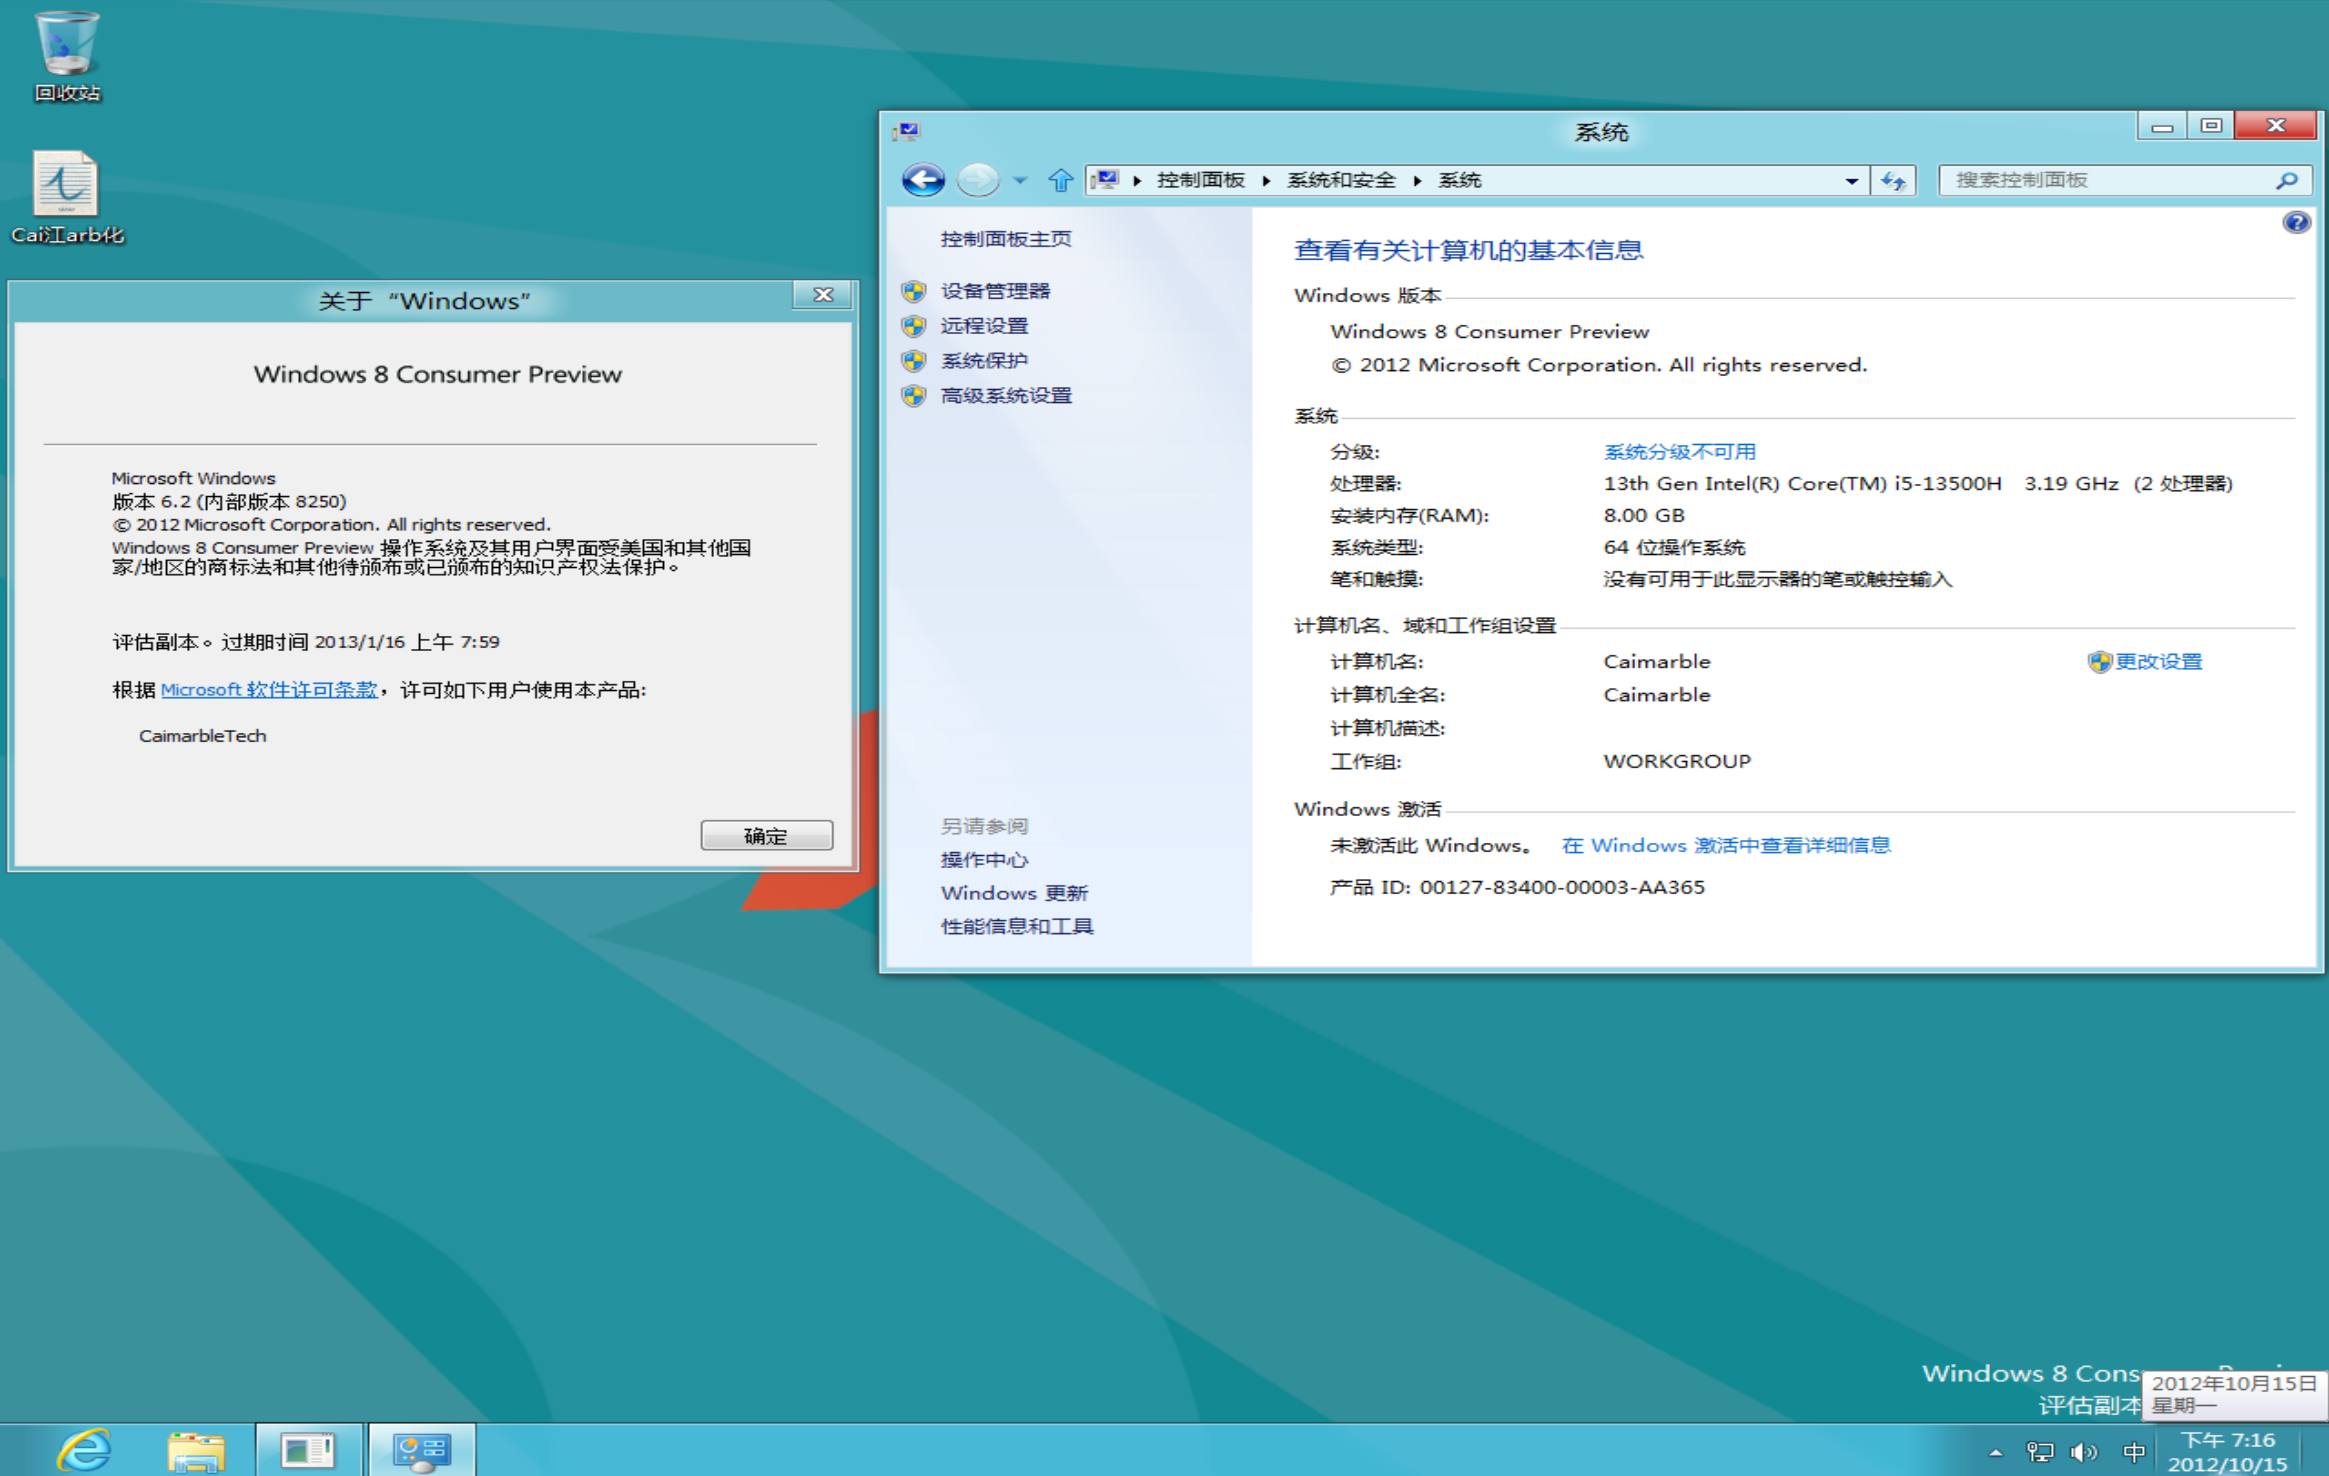 回收站
Cai江arb化
关于 “Windows”
Windows 8 Consumer Preview
Microsoft Windows
版本 6.2 (内部版本 8250)
© 2012 Microsoft Corporation. All rights reserved.
Windows 8 Consumer Preview 操作系统及其用户界面受美国和其他国
家/地区的商标法和其他待颁布或已颁布的知识产权法保护。
评估副本。过期时间 2013/1/16 上午 7:59
根据 Microsoft 软件许可条款，许可如下用户使用本产品:
CaimarbleTech
确定
系统
控制面板 系统和安全 系统
搜索控制面板
控制面板主页
设备管理器
远程设置
系统保护
高级系统设置
另请参阅
操作中心
Windows 更新
性能信息和工具
查看有关计算机的基本信息
Windows 版本
Windows 8 Consumer Preview
© 2012 Microsoft Corporation. All rights reserved.
系统
分级: 系统分级不可用
处理器: 13th Gen Intel(R) Core(TM) i5-13500H 3.19 GHz (2 处理器)
安装内存(RAM): 8.00 GB
系统类型: 64 位操作系统
笔和触摸: 没有可用于此显示器的笔或触控输入
计算机名、域和工作组设置
计算机名: Caimarble 更改设置
计算机全名: Caimarble
计算机描述:
工作组: WORKGROUP
Windows 激活
未激活此 Windows。 在 Windows 激活中查看详细信息
产品 ID: 00127-83400-00003-AA365
Windows 8 Cons
评估副本
2012年10月15日
星期一
中
下午 7:16
2012/10/15